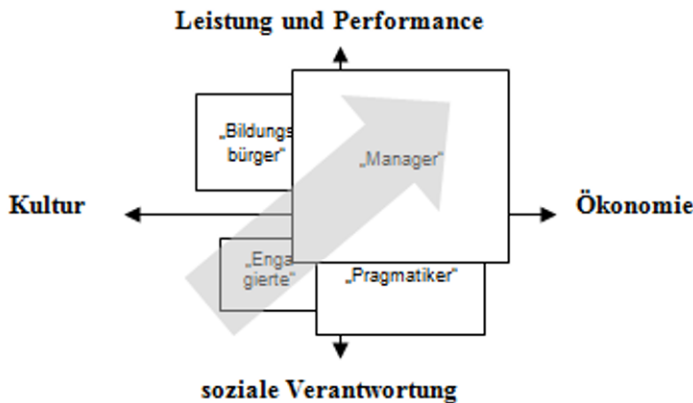 Leistung und Performance
„Bildungs
bürger“
„Manager“
Kultur
Ökonomie
„Enga
gierte“
„Pragmatiker“
soziale Verantwortung